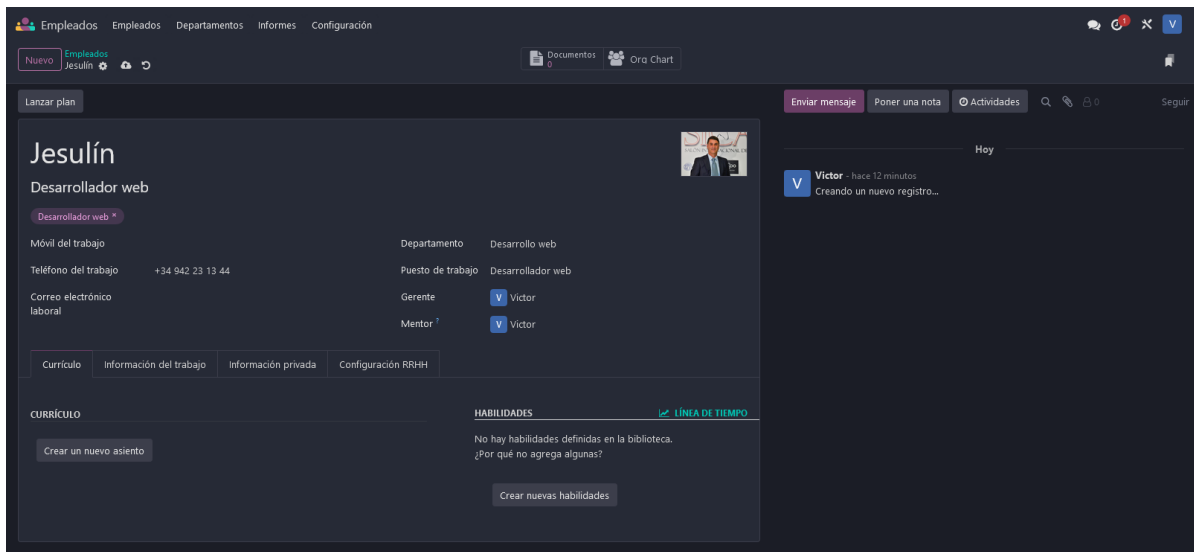 Empleados Empleados Departamentos Informes Configuración
1
V
Nuevo
Empleados
Jesulín
Documentos
0
Org Chart
Lanzar plan
Enviar mensaje Poner una nota Actividades 0 Seguir
Jesulín
Desarrollador web
Desarrollador web ×
Móvil del trabajo
Teléfono del trabajo +34 942 23 13 44
Correo electrónico
laboral
Departamento Desarrollo web
Puesto de trabajo Desarrollador web
Gerente V Victor
Mentor ? V Victor
Currículo Información del trabajo Información privada Configuración RRHH
CURRÍCULO
Crear un nuevo asiento
HABILIDADES LÍNEA DE TIEMPO
No hay habilidades definidas en la biblioteca.
¿Por qué no agrega algunas?
Crear nuevas habilidades
Hoy
V
Victor - hace 12 minutos
Creando un nuevo registro...